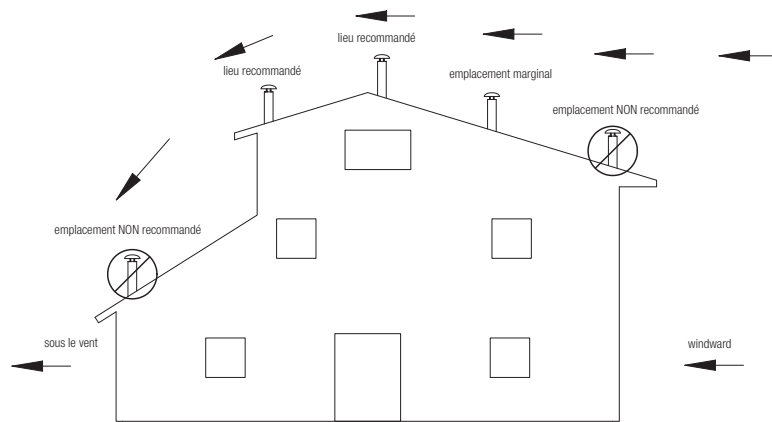 lieu recommandé
lieu recommandé
emplacement marginal
emplacement NON recommandé
emplacement NON recommandé
sous le vent
windward